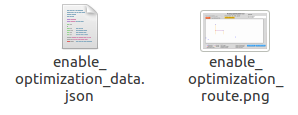 enable_
optimization_data.
json
enable_
optimization_
route.png